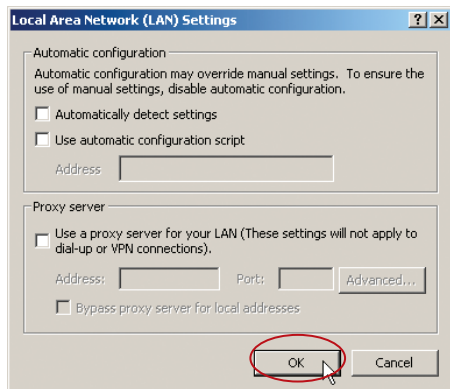 Local Area Network (LAN) Settings
Automatic configuration
Automatic configuration may override manual settings. To ensure the
use of manual settings, disable automatic configuration.
Automatically detect settings
Use automatic configuration script
Address
Proxy server
Use a proxy server for your LAN (These settings will not apply to
dial-up or VPN connections).
Address: Port: Advanced...
Bypass proxy server for local addresses
OK Cancel